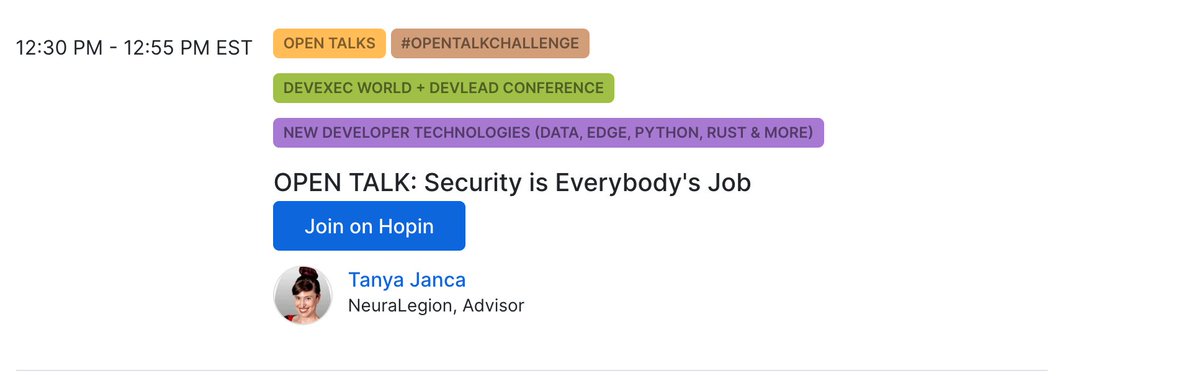 12:30 PM - 12:55 PM EST
OPEN TALKS #OPENTALKCHALLENGE
DEVEXEC WORLD + DEVLEAD CONFERENCE
NEW DEVELOPER TECHNOLOGIES (DATA, EDGE, PYTHON, RUST & MORE)
OPEN TALK: Security is Everybody's Job
Join on Hopin
Tanya Janca
NeuraLegion, Advisor